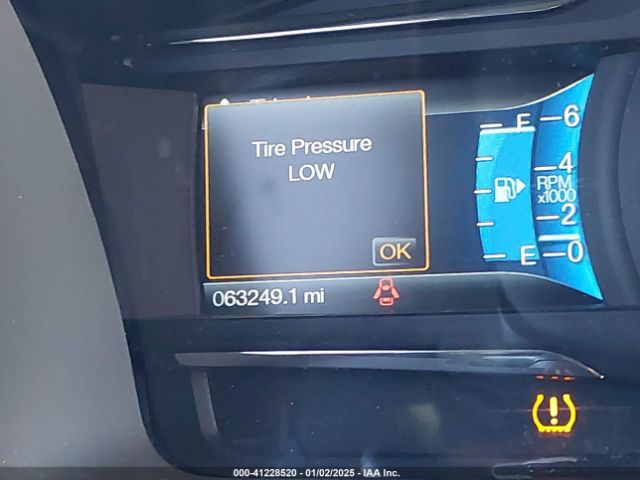 Tire Pressure
LOW
OK
063249.1 mi
F
E
6
4
RPM
x1000
2
0
000-41228520 - 01/02/2025 - IAA Inc.